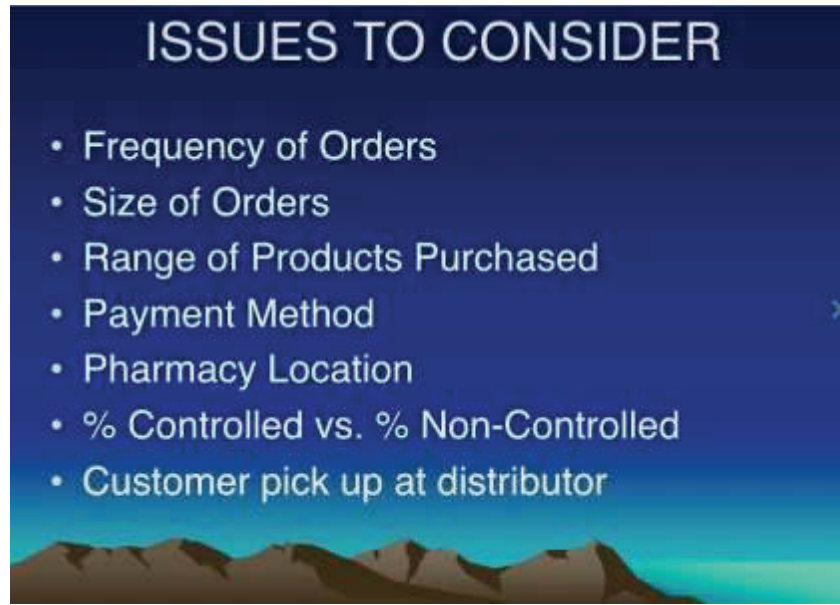 ISSUES TO CONSIDER
• Frequency of Orders
• Size of Orders
• Range of Products Purchased
• Payment Method
• Pharmacy Location
• % Controlled vs. % Non-Controlled
• Customer pick up at distributor